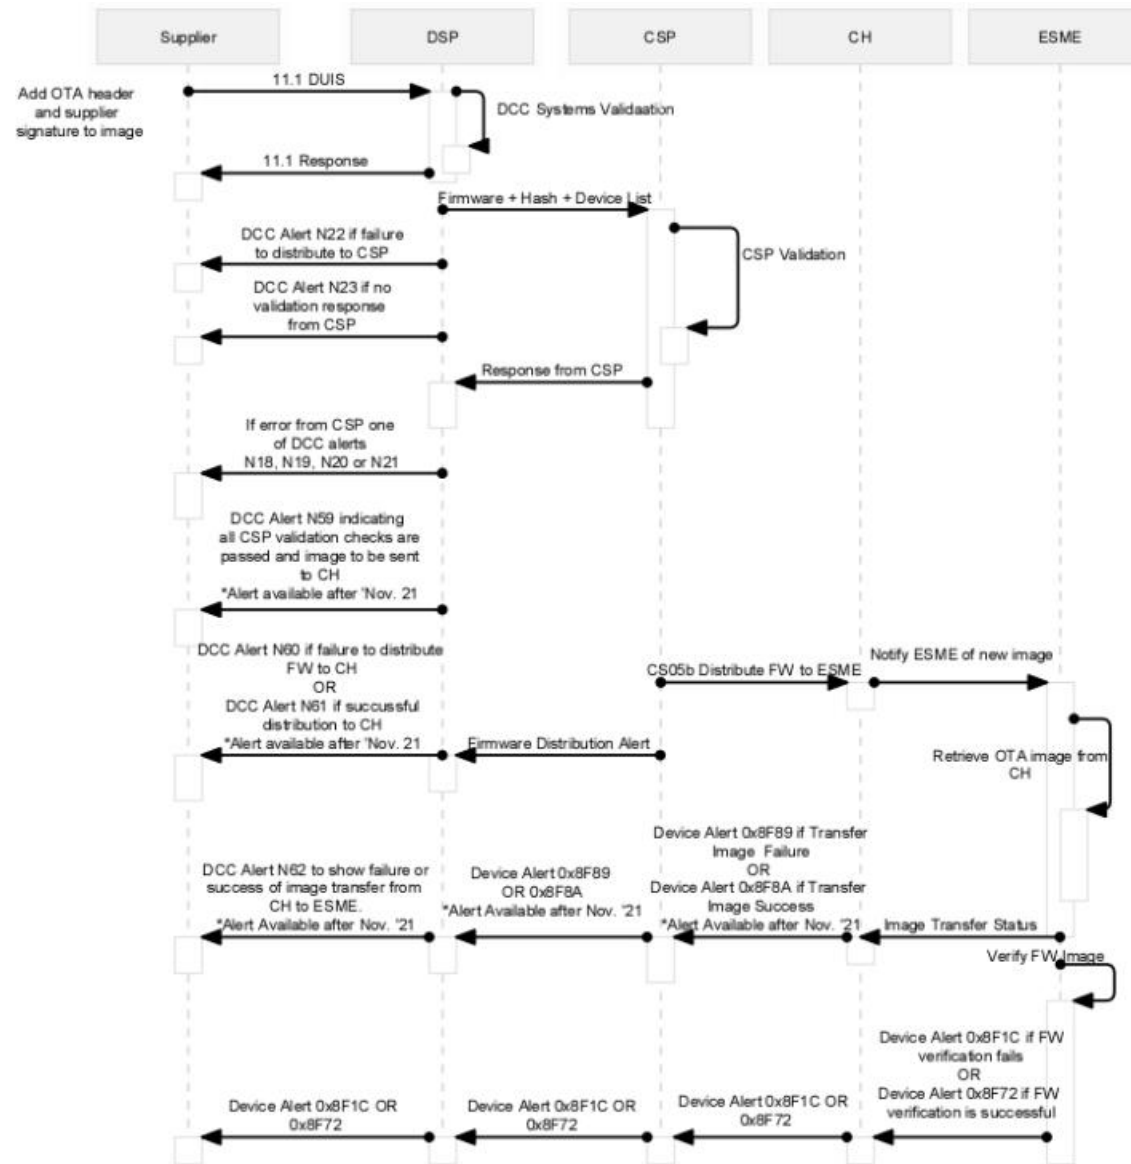 Supplier
DSP
CSP
CH
ESME
Add OTA header
and supplier
signature to image
11.1 DUIS
DCC Systems Validaation
11.1 Response
Firmware + Hash + Device List
DCC Alert N22 if failure
to distribute to CSP
CSP Validation
DCC Alert N23 if no
validation response
from CSP
Response from CSP
If error from CSP one
of DCC alerts
N18, N19, N20 or N21
DCC Alert N59 indicating
all CSP validation checks are
passed and image to be sent
to CH
*Alert available after 'Nov. 21
DCC Alert N60 if failure to distribute
FW to CH
OR
DCC Alert N61 if succussful
distribution to CH
*Alert available after 'Nov. 21
CS05b Distribute FW to ESME
Notify ESME of new image
Firmware Distribution Alert
Retrieve OTA image from
CH
DCC Alert N62 to show failure or
success of image transfer from
CH to ESME.
*Alert Available after Nov. '21
Device Alert 0x8F89
OR 0x8F8A
*Alert Available after Nov. '21
Device Alert 0x8F89 if Transfer
Image Failure
OR
Device Alert 0x8F8A if Transfer
Image Success
*Alert Available after Nov. '21
Image Transfer Status
Verify FW Image
Device Alert 0x8F1C if FW
verification fails
OR
Device Alert 0x8F72 if FW
verification is successful
Device Alert 0x8F1C OR
0x8F72
Device Alert 0x8F1C OR
0x8F72
Device Alert 0x8F1C OR
0x8F72